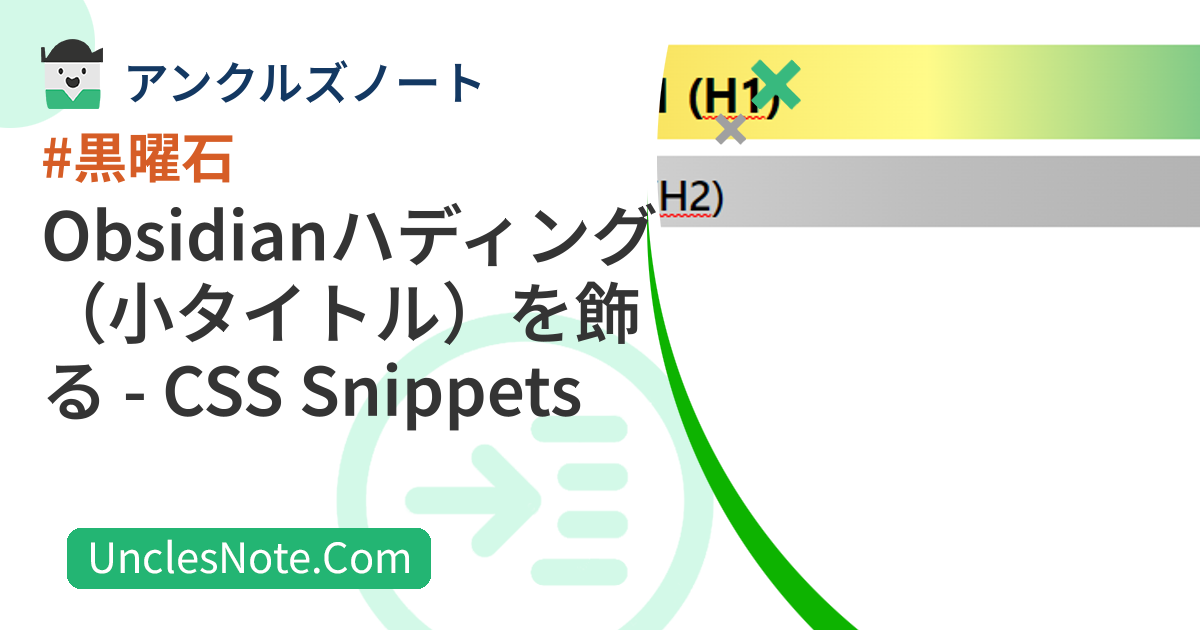 アンクルズノート
#黒曜石
Obsidianハディング
（小タイトル）を飾
る - CSS Snippets
UnclesNote.Com
(H1)
(H2)